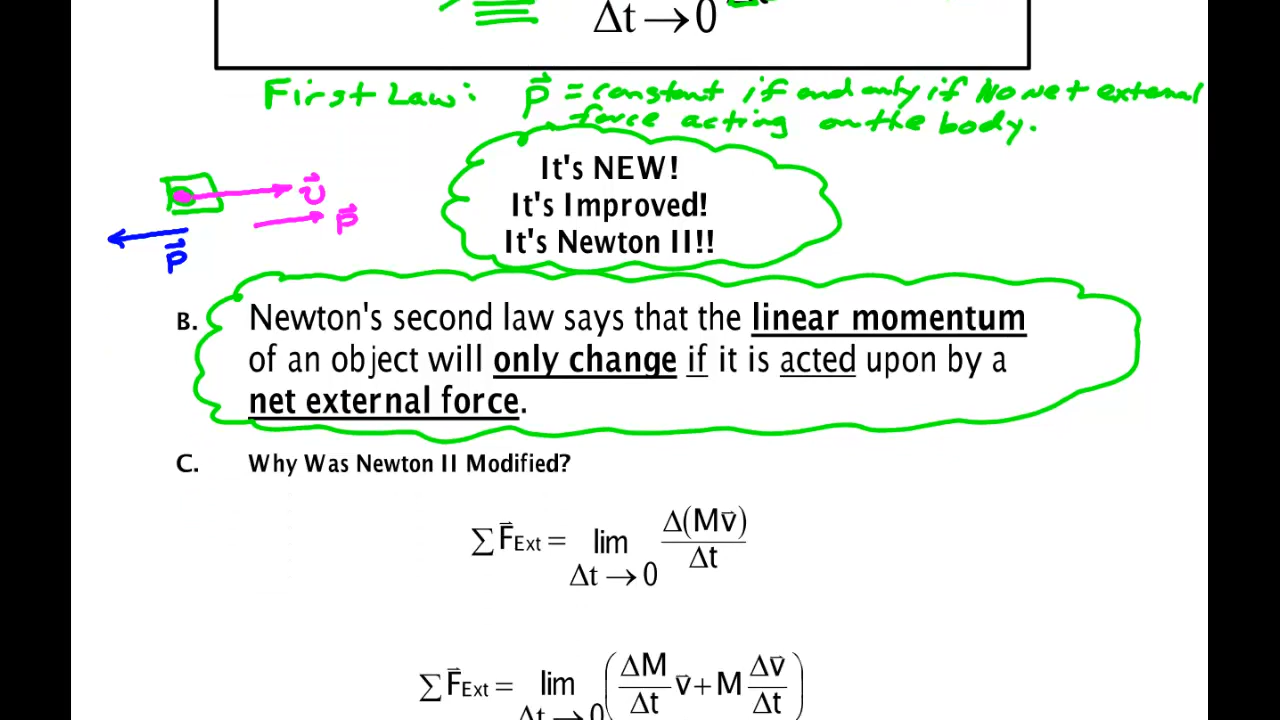 Δt → 0
First Law: p⃗ = constant if and only if No net external
force acting on the body.
It's NEW!
It's Improved!
It's Newton II!!
v⃗
p⃗
p⃗
B. Newton's second law says that the linear momentum
of an object will only change if it is acted upon by a
net external force.
C. Why Was Newton II Modified?
∑F⃗Ext = lim Δt → 0 Δ(Mv⃗)/Δt
∑F⃗Ext = lim Δt → 0 (ΔM/Δt v⃗ + M Δv⃗/Δt)